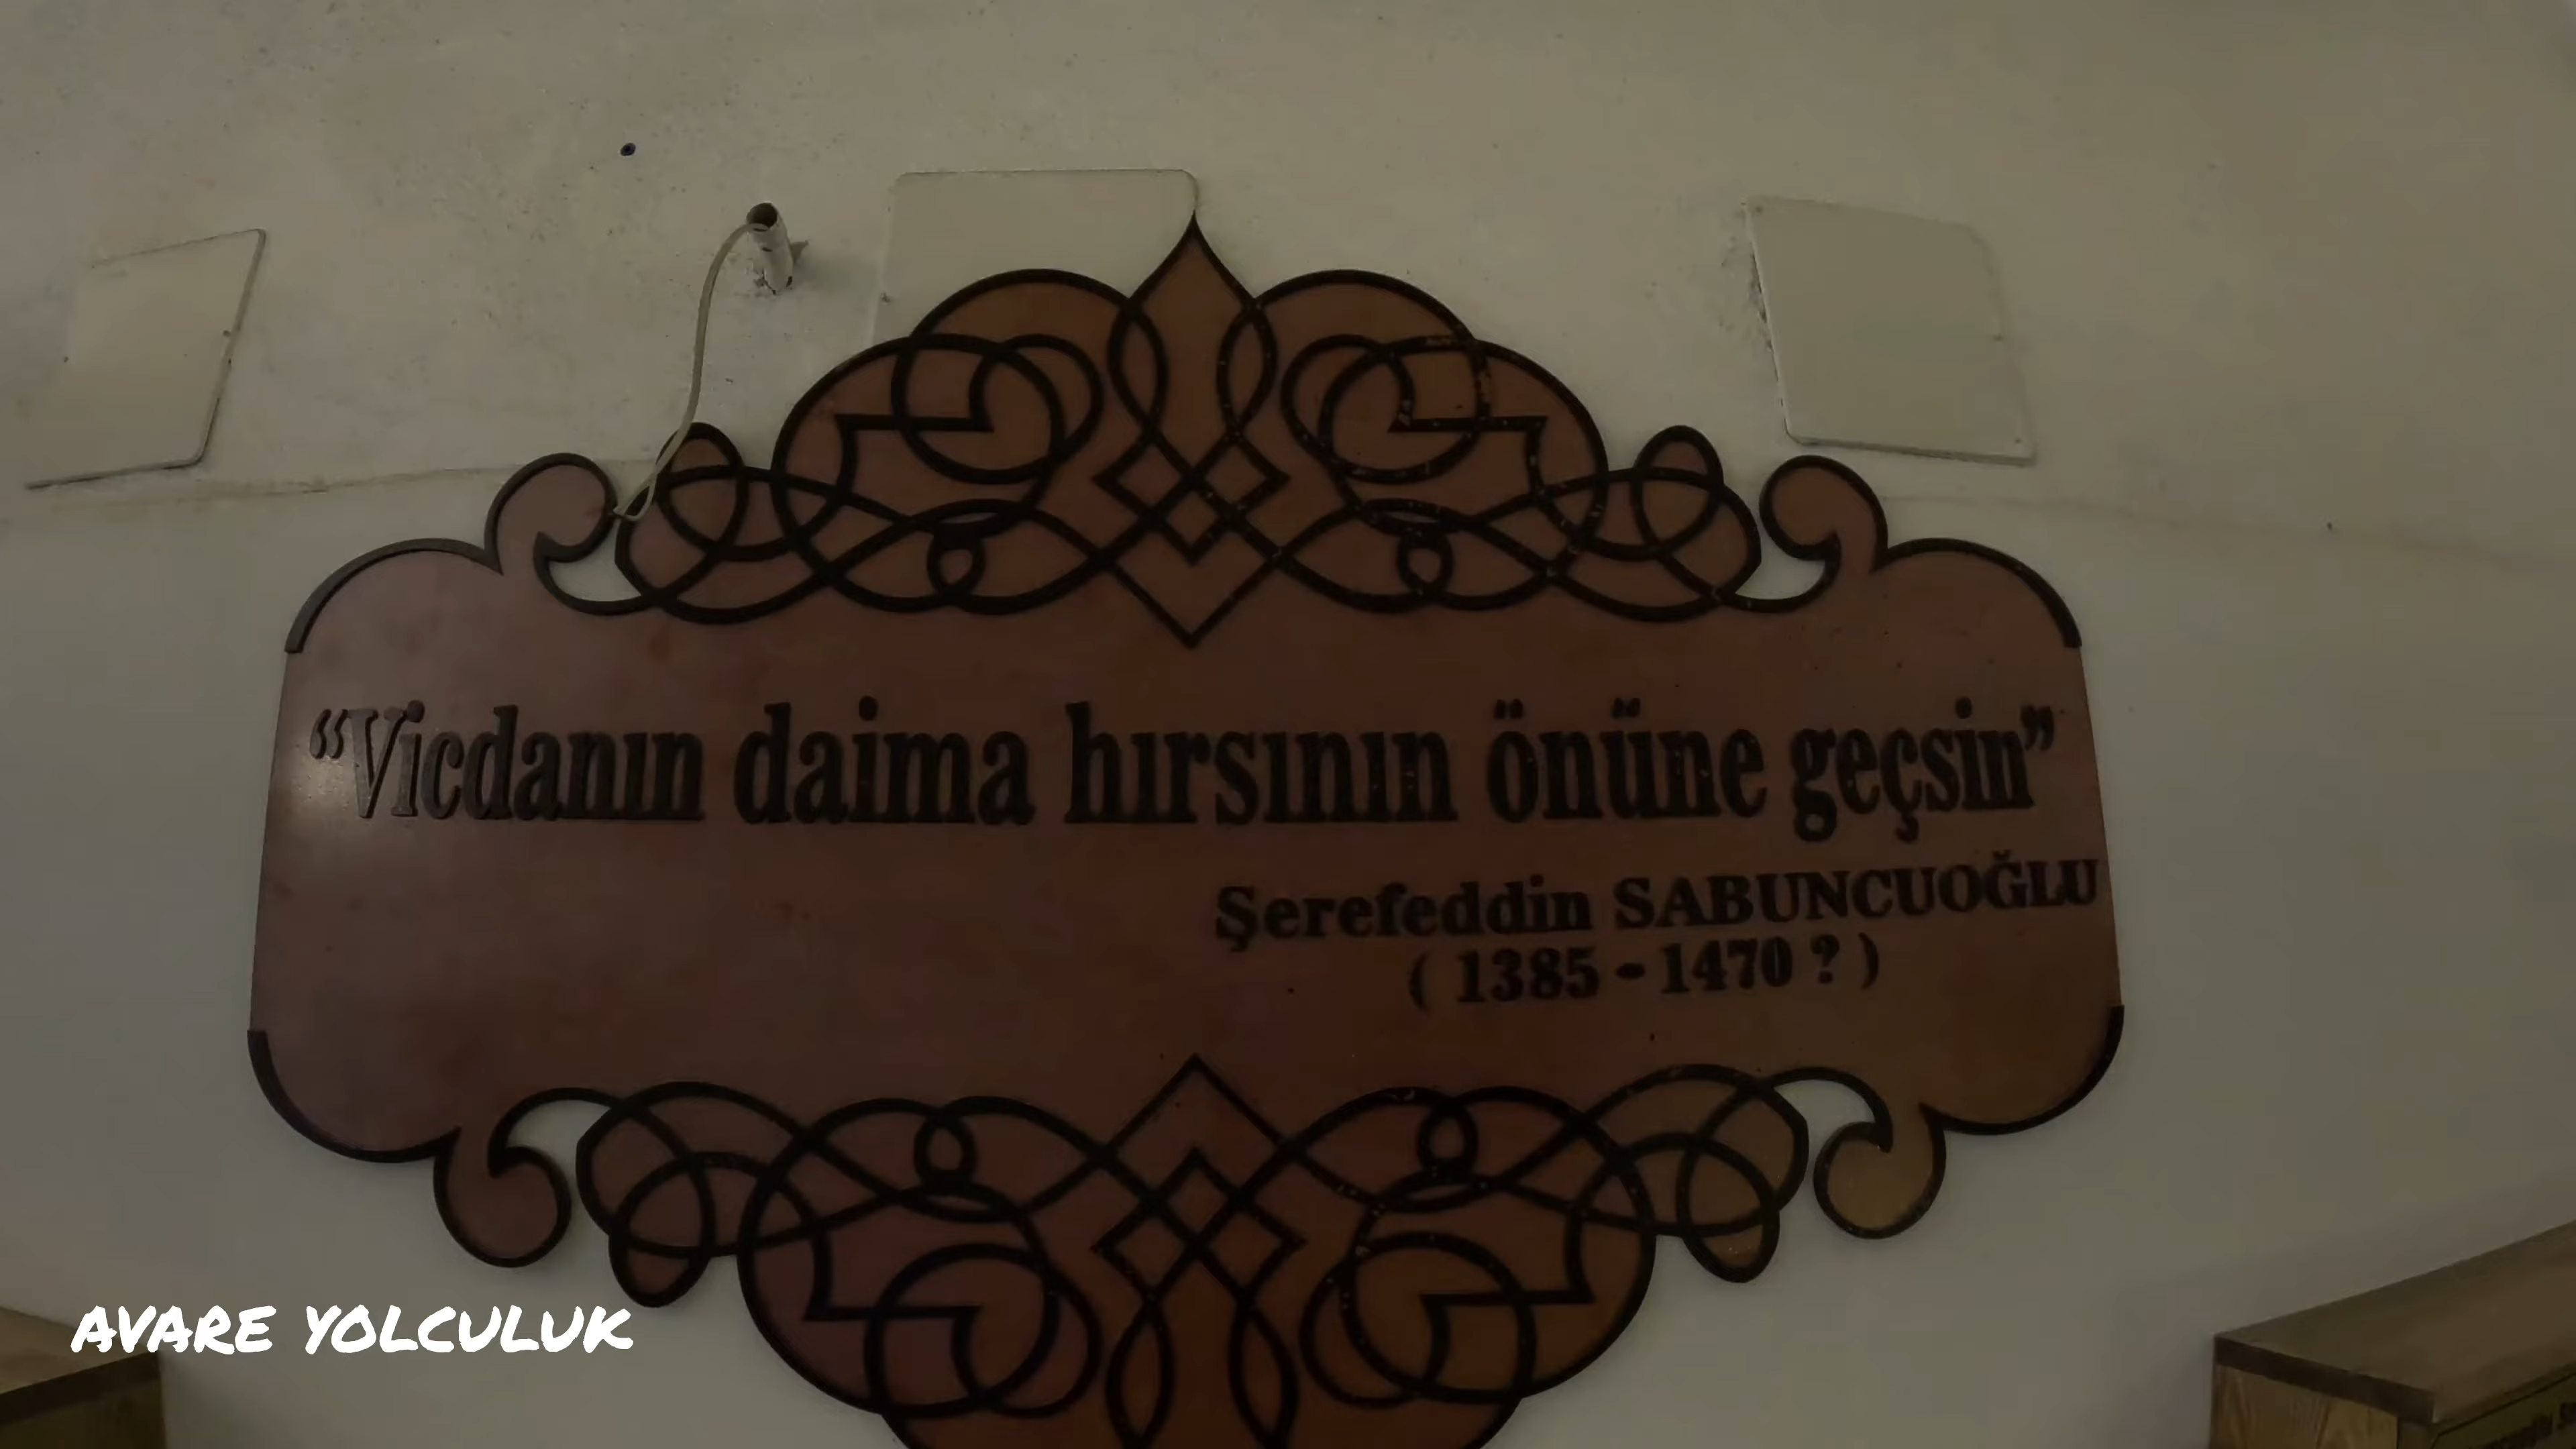 “Vicdanın daima hırsının önüne geçsin”
Şerefeddin SABUNCUOĞLU
( 1385 - 1470 ? )
AVARE YOLCULUK